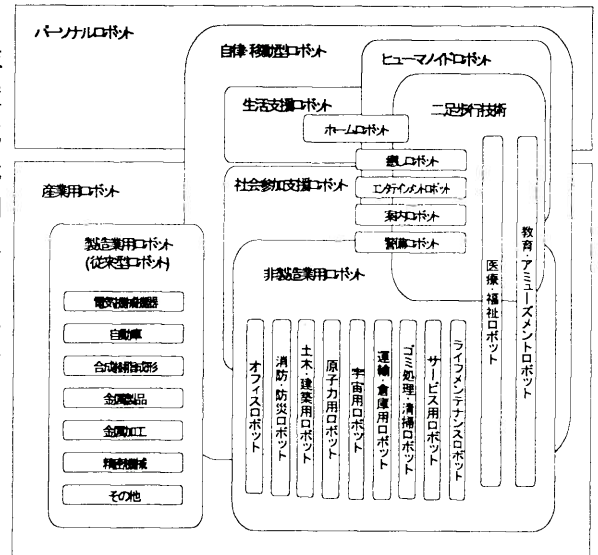 パーソナルロボット
自律・移動型ロボット
ヒューマノイドロボット
生活支援ロボット
二足歩行技術
ホームロボット
癒しロボット
社会参加支援ロボット
エンタテインメントロボット
案内ロボット
警備ロボット
産業用ロボット
製造業用ロボット
(従来型ロボット)
電気機械機器
自動車
合成樹脂成形
金属製品
金属加工
精密機械
その他
非製造業用ロボット
オフィスロボット
消防・防災ロボット
土木・建築用ロボット
原子力用ロボット
宇宙用ロボット
運輸・倉庫用ロボット
ゴミ処理・清掃ロボット
サービス用ロボット
ライフメンテナンスロボット
医療・福祉ロボット
教育・アミューズメントロボット